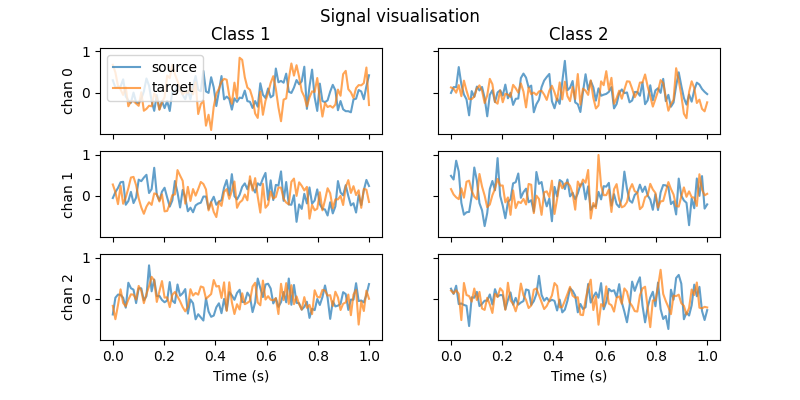 Signal visualisation
Class 1
Class 2
source
target
chan 0
1
0
chan 1
1
0
chan 2
1
0
0.0 0.2 0.4 0.6 0.8 1.0
0.0 0.2 0.4 0.6 0.8 1.0
Time (s)
Time (s)